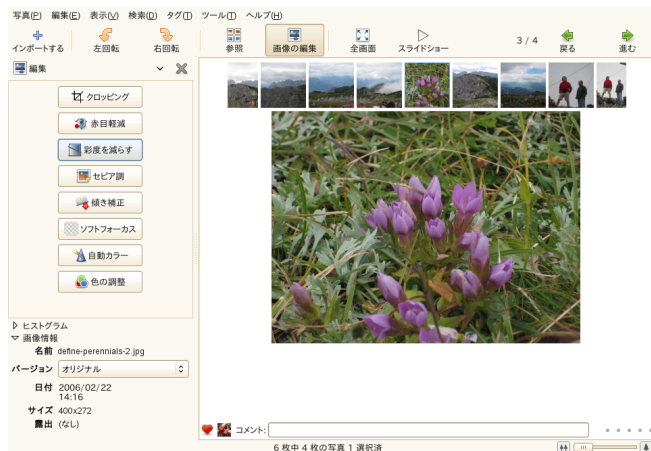 写真(P) 編集(E) 表示(V) 検索(D) タグ(T) ツール(T) ヘルプ(H)
インポートする 左回転 右回転 参照 画像の編集 全画面 スライドショー 3 / 4 戻る 進む
編集
クロッピング
赤目軽減
彩度を減らす
セピア調
傾き補正
ソフトフォーカス
自動カラー
色の調整
ヒストグラム
画像情報
名前 define-perennials-2.jpg
バージョン オリジナル
日付 2006/02/22
14:16
サイズ 400x272
露出 (なし)
コメント:
6 枚中 4 枚の写真 1 選択済